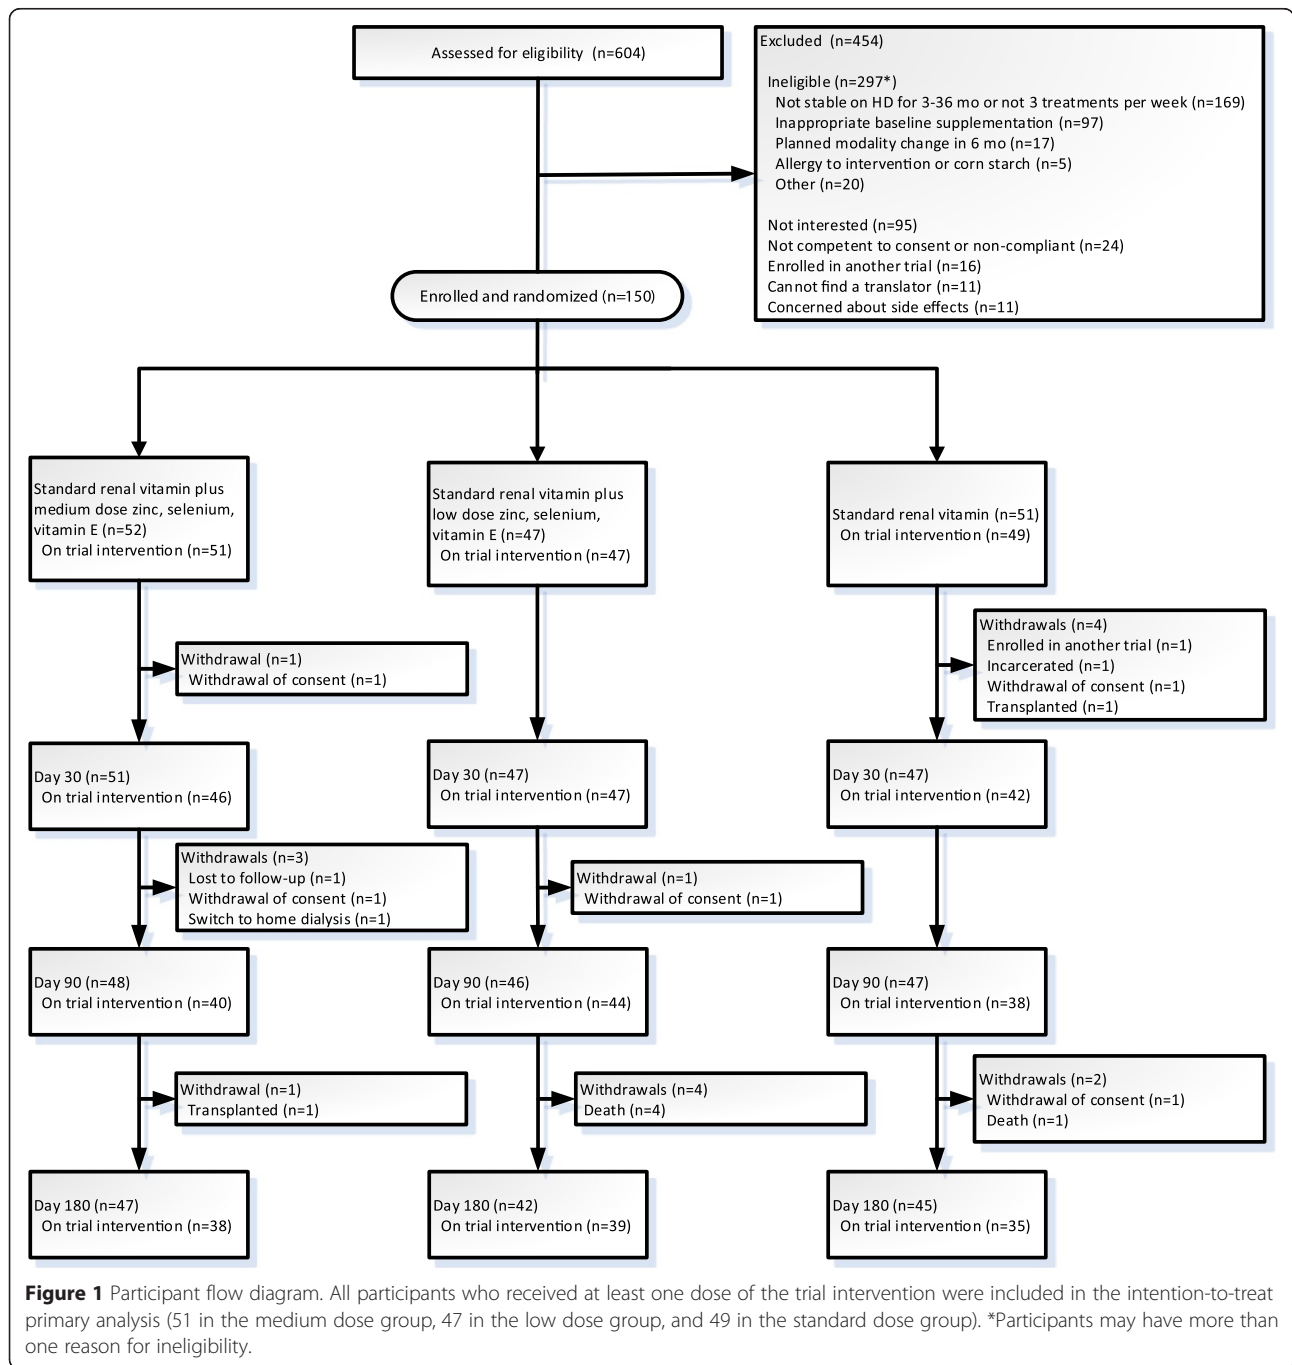 Assessed for eligibility (n=604)
Excluded (n=454)
Ineligible (n=297*)
Not stable on HD for 3-36 mo or not 3 treatments per week (n=169)
Inappropriate baseline supplementation (n=97)
Planned modality change in 6 mo (n=17)
Allergy to intervention or corn starch (n=5)
Other (n=20)
Not interested (n=95)
Not competent to consent or non-compliant (n=24)
Enrolled in another trial (n=16)
Cannot find a translator (n=11)
Concerned about side effects (n=11)
Enrolled and randomized (n=150)
Standard renal vitamin plus
medium dose zinc, selenium,
vitamin E (n=52)
On trial intervention (n=51)
Standard renal vitamin plus
low dose zinc, selenium,
vitamin E (n=47)
On trial intervention (n=47)
Standard renal vitamin (n=51)
On trial intervention (n=49)
Withdrawal (n=1)
Withdrawal of consent (n=1)
Withdrawals (n=4)
Enrolled in another trial (n=1)
Incarcerated (n=1)
Withdrawal of consent (n=1)
Transplanted (n=1)
Day 30 (n=51)
On trial intervention (n=46)
Day 30 (n=47)
On trial intervention (n=47)
Day 30 (n=47)
On trial intervention (n=42)
Withdrawals (n=3)
Lost to follow-up (n=1)
Withdrawal of consent (n=1)
Switch to home dialysis (n=1)
Withdrawal (n=1)
Withdrawal of consent (n=1)
Day 90 (n=48)
On trial intervention (n=40)
Day 90 (n=46)
On trial intervention (n=44)
Day 90 (n=47)
On trial intervention (n=38)
Withdrawal (n=1)
Transplanted (n=1)
Withdrawals (n=4)
Death (n=4)
Withdrawals (n=2)
Withdrawal of consent (n=1)
Death (n=1)
Day 180 (n=47)
On trial intervention (n=38)
Day 180 (n=42)
On trial intervention (n=39)
Day 180 (n=45)
On trial intervention (n=35)
Figure 1 Participant flow diagram. All participants who received at least one dose of the trial intervention were included in the intention-to-treat
primary analysis (51 in the medium dose group, 47 in the low dose group, and 49 in the standard dose group). *Participants may have more than
one reason for ineligibility.